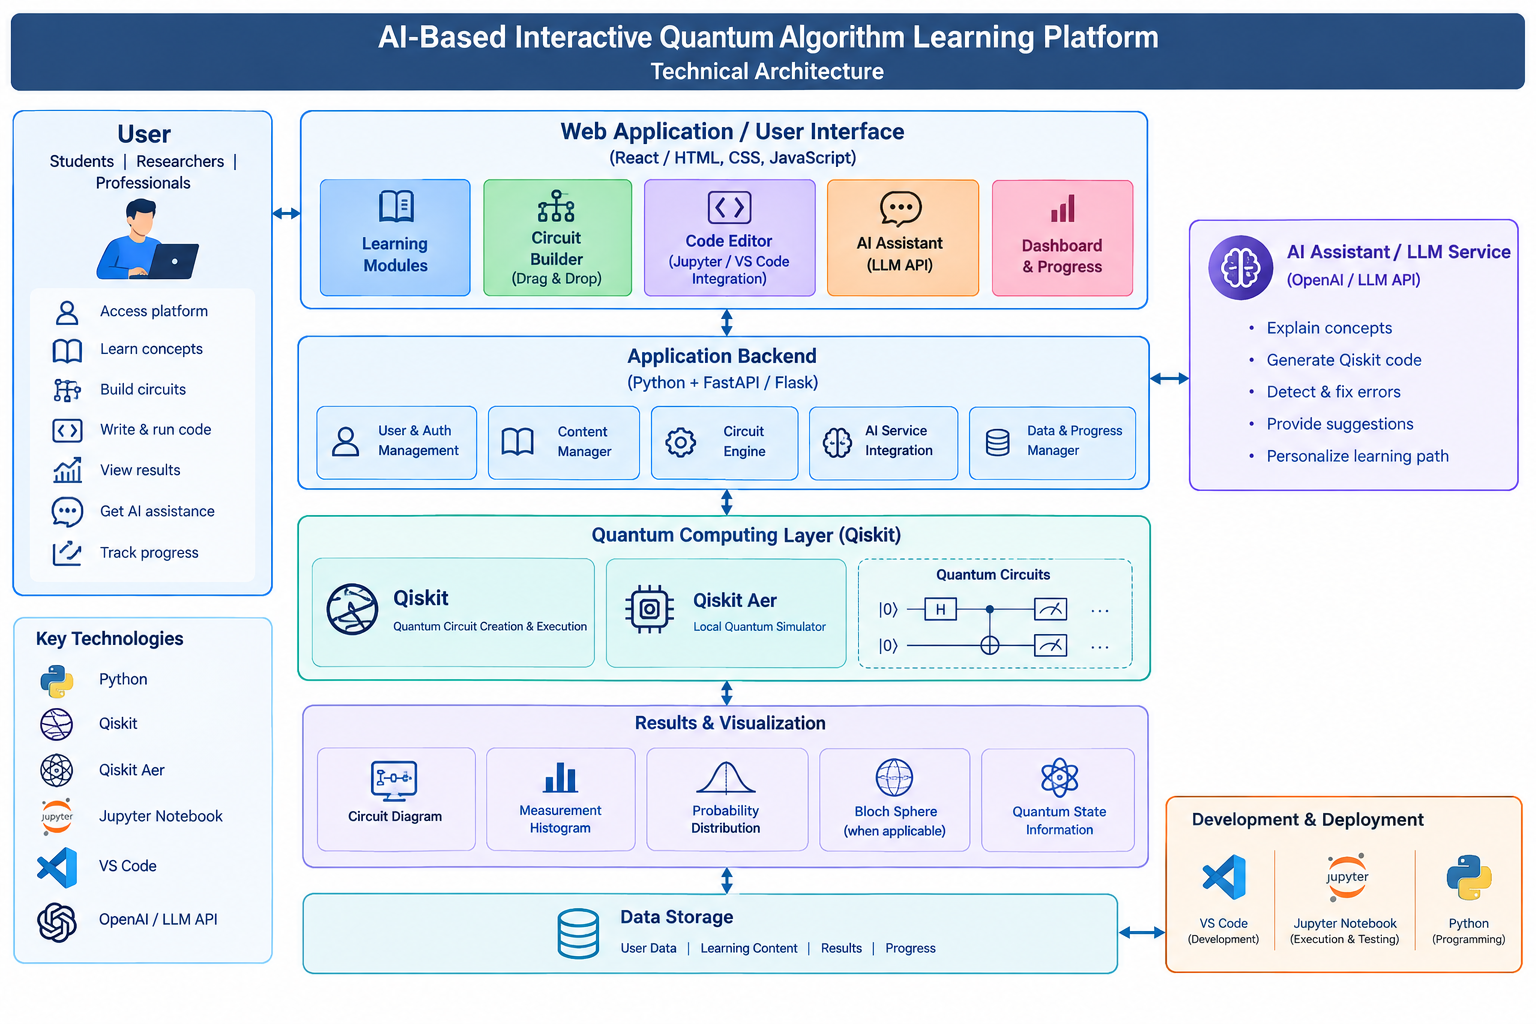 AI-Based Interactive Quantum Algorithm Learning Platform
Technical Architecture
User
Students | Researchers |
Professionals
Access platform
Learn concepts
Build circuits
Write & run code
View results
Get AI assistance
Track progress
Key Technologies
Python
Qiskit
Qiskit Aer
jupyter
Jupyter Notebook
VS Code
OpenAI / LLM API
Web Application / User Interface
(React / HTML, CSS, JavaScript)
Learning
Modules
Circuit
Builder
(Drag & Drop)
Code Editor
(Jupyter / VS Code
Integration)
AI Assistant
(LLM API)
Dashboard
& Progress
Application Backend
(Python + FastAPI / Flask)
User & Auth
Management
Content
Manager
Circuit
Engine
AI Service
Integration
Data & Progress
Manager
Quantum Computing Layer (Qiskit)
Qiskit
Quantum Circuit Creation & Execution
Qiskit Aer
Local Quantum Simulator
Quantum Circuits
|0⟩ H ...
|0⟩ ...
Results & Visualization
Circuit Diagram
Measurement
Histogram
Probability
Distribution
Bloch Sphere
(when applicable)
Quantum State
Information
Data Storage
User Data | Learning Content | Results | Progress
AI Assistant / LLM Service
(OpenAI / LLM API)
• Explain concepts
• Generate Qiskit code
• Detect & fix errors
• Provide suggestions
• Personalize learning path
Development & Deployment
VS Code
(Development)
jupyter
Jupyter Notebook
(Execution & Testing)
Python
(Programming)